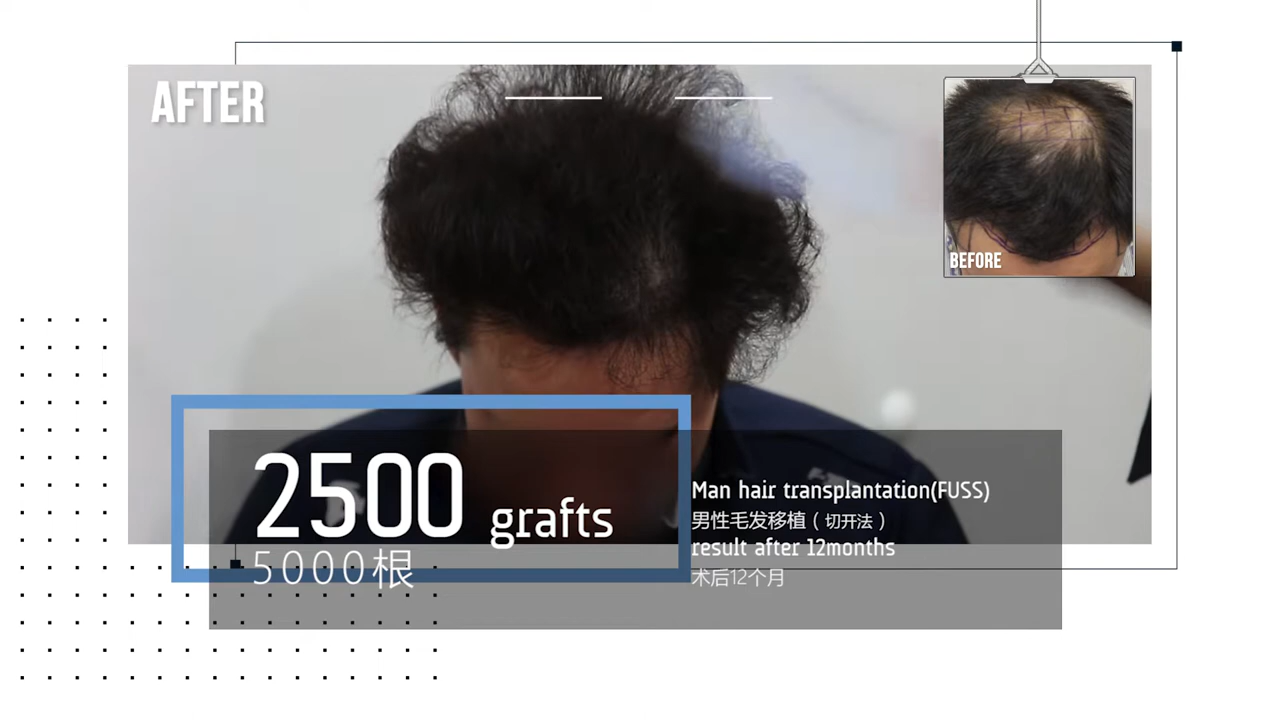 AFTER
BEFORE
2500 grafts
5000根
Man hair transplantation(FUSS)
男性毛发移植（切开法）
result after 12months
术后12个月